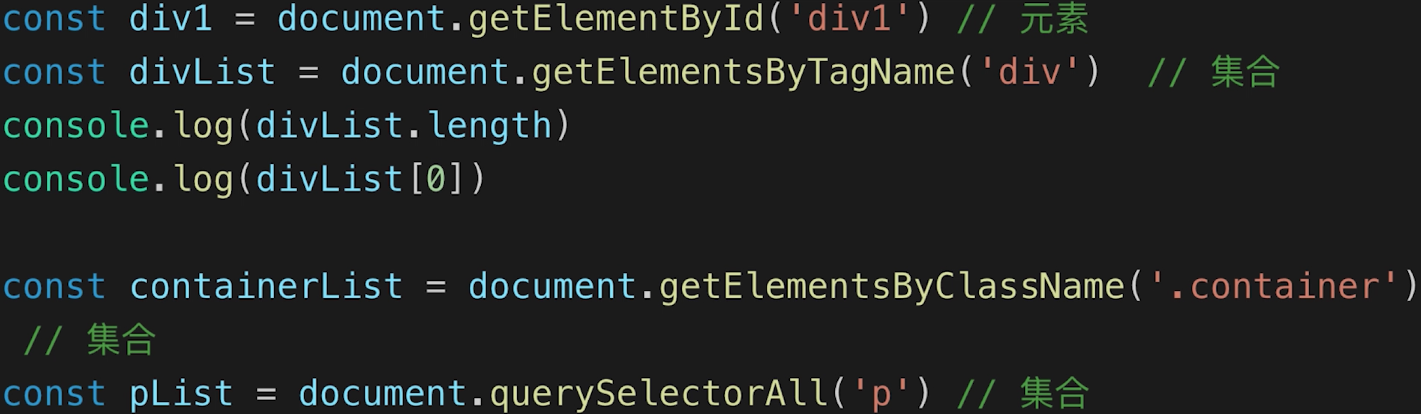 const div1 = document.getElementById('div1') // 元素
const divList = document.getElementsByTagName('div')  // 集合
console.log(divList.length)
console.log(divList[0])
const containerList = document.getElementsByClassName('.container')
// 集合
const pList = document.querySelectorAll('p') // 集合